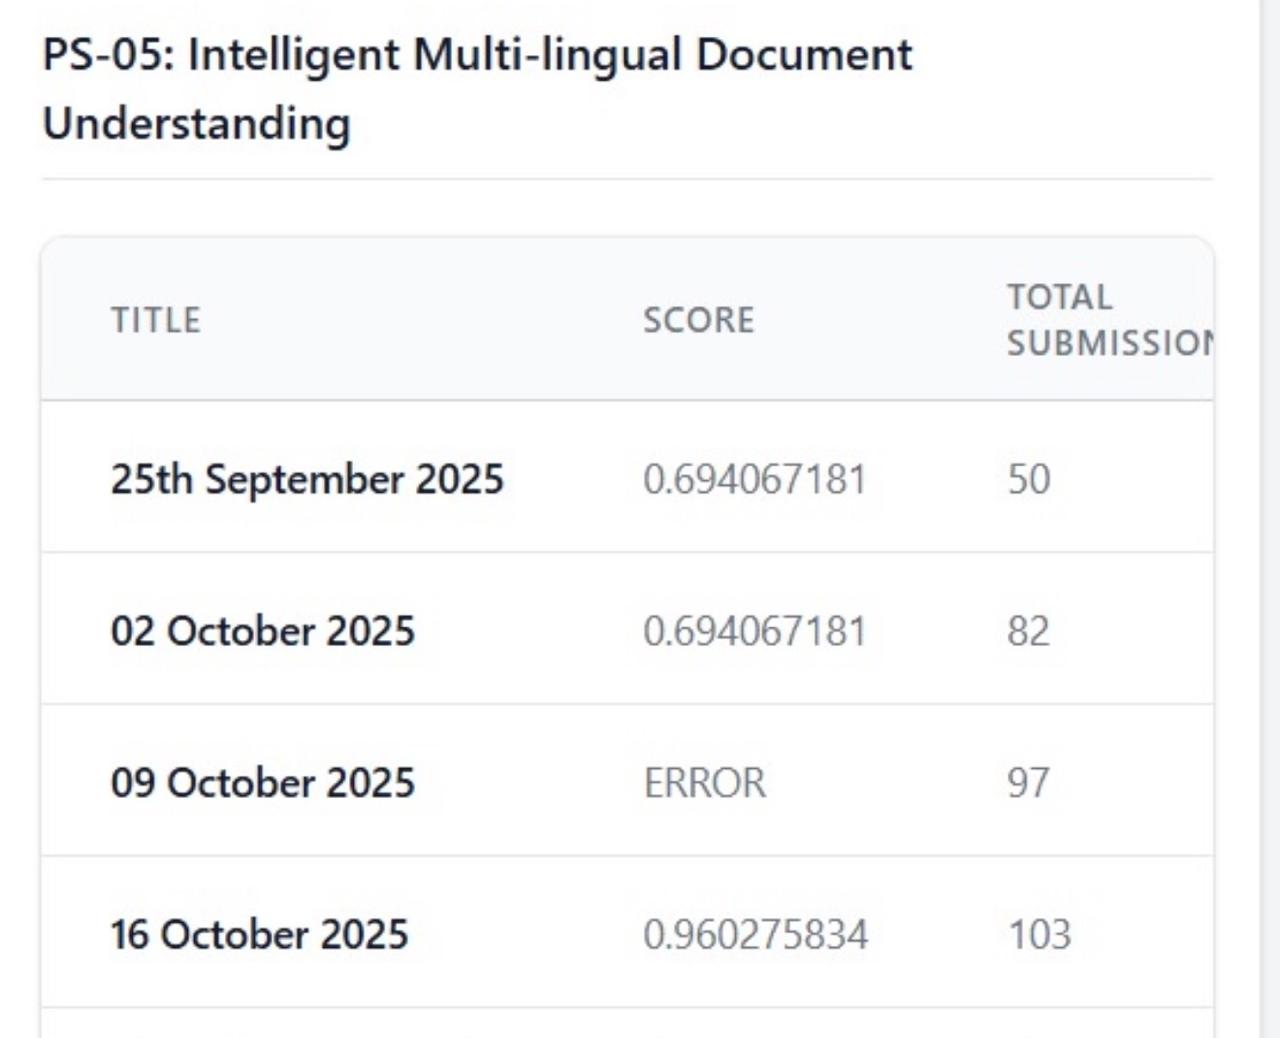 PS-05: Intelligent Multi-lingual Document
Understanding
TITLE SCORE TOTAL SUBMISSION
25th September 2025 0.694067181 50
02 October 2025 0.694067181 82
09 October 2025 ERROR 97
16 October 2025 0.960275834 103